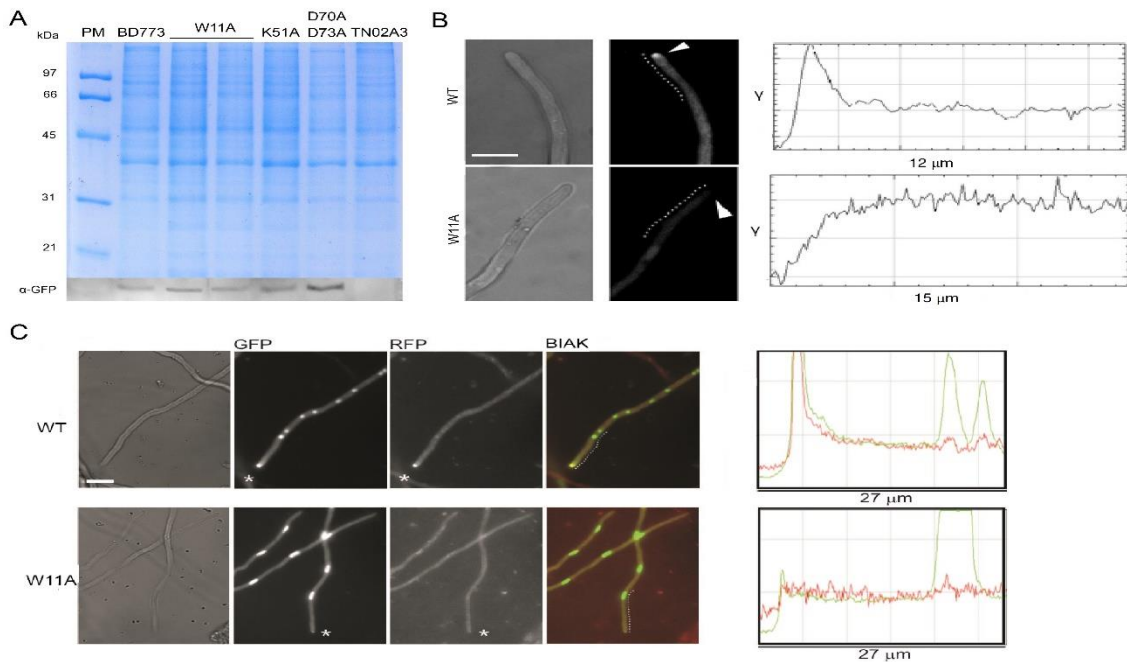 A
D70A
PM BD773 W11A K51A D73A TN02A3
kDa
97
66
45
31
21
α-GFP
B
WT
Y
12 μm
W11A
Y
15 μm
C
GFP RFP BIAK
WT
*
*
27 μm
W11A
*
*
27 μm